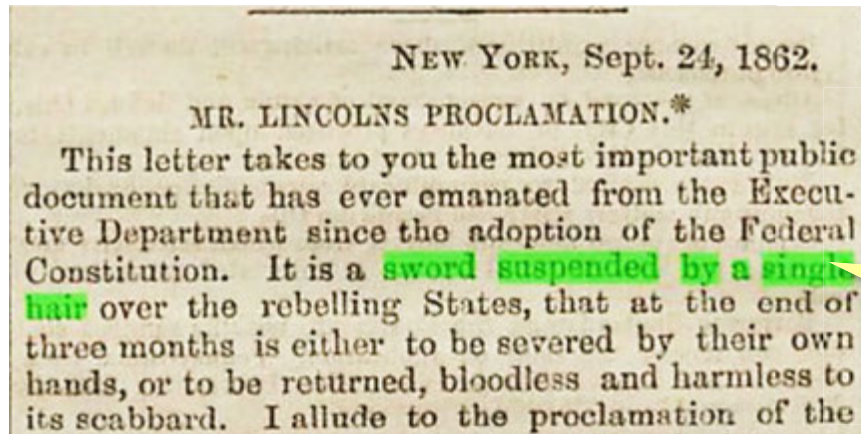 NEW YORK, Sept. 24, 1862.
MR. LINCOLNS PROCLAMATION.*
This letter takes to you the most important public
document that has ever emanated from the Execu-
tive Department since the adoption of the Federal
Constitution. It is a sword suspended by a single
hair over the rebelling States, that at the end of
three months is either to be severed by their own
hands, or to be returned, bloodless and harmless to
its scabbard. I allude to the proclamation of the